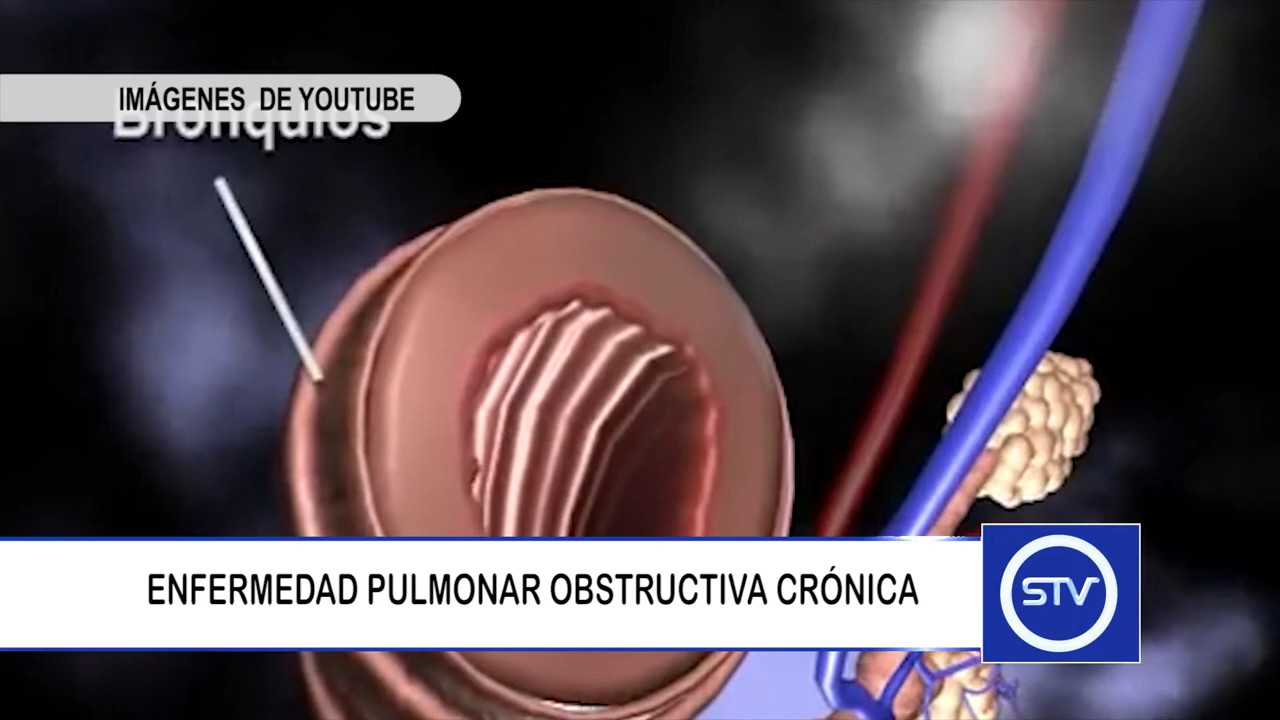 IMÁGENES DE YOUTUBE
Bronquios
ENFERMEDAD PULMONAR OBSTRUCTIVA CRÓNICA
STV